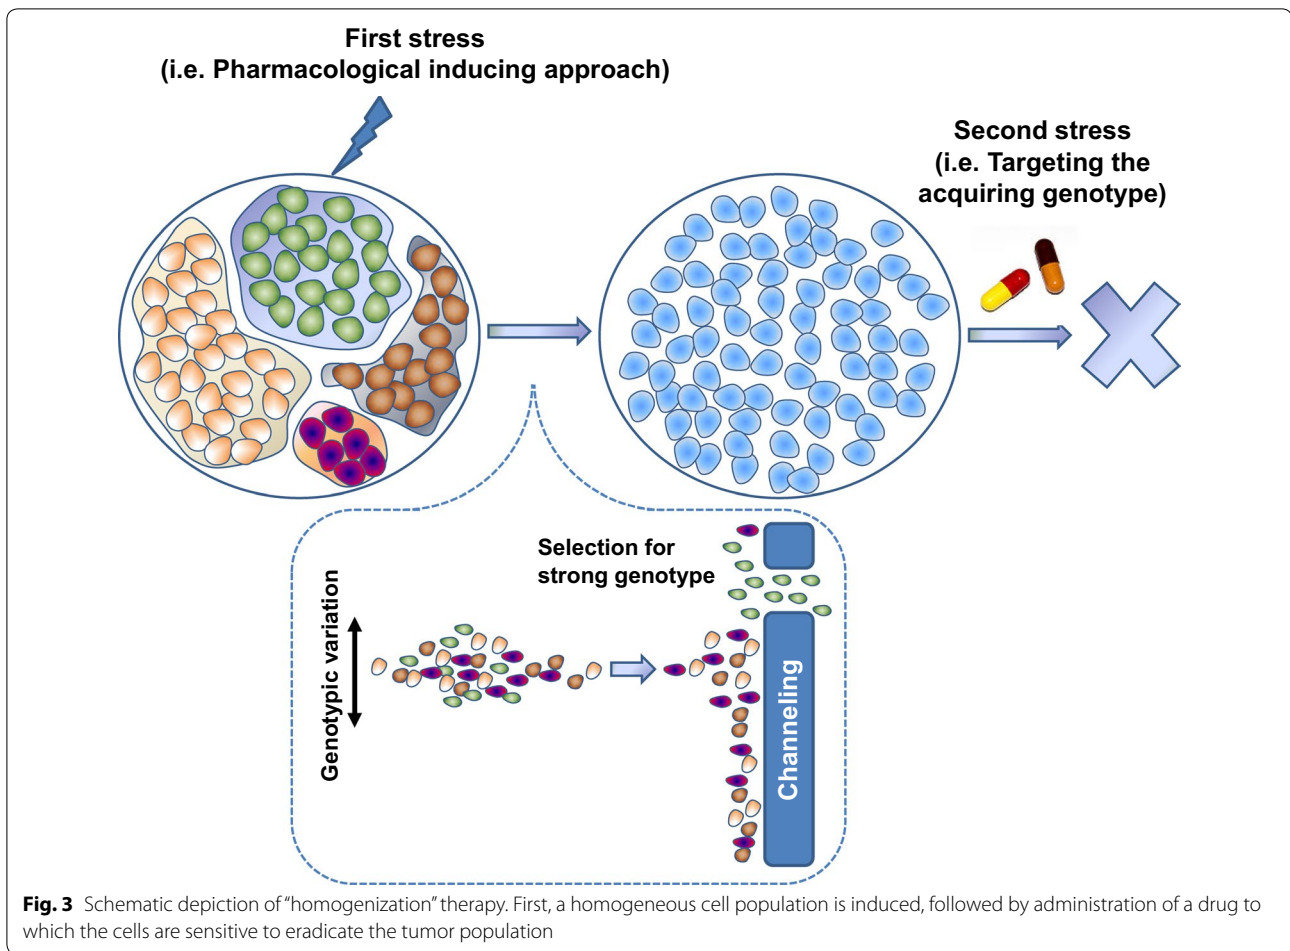 First stress
(i.e. Pharmacological inducing approach)
Second stress
(i.e. Targeting the
acquiring genotype)
Selection for
strong genotype
Genotypic variation
Channeling
Fig. 3 Schematic depiction of “homogenization” therapy. First, a homogeneous cell population is induced, followed by administration of a drug to
which the cells are sensitive to eradicate the tumor population